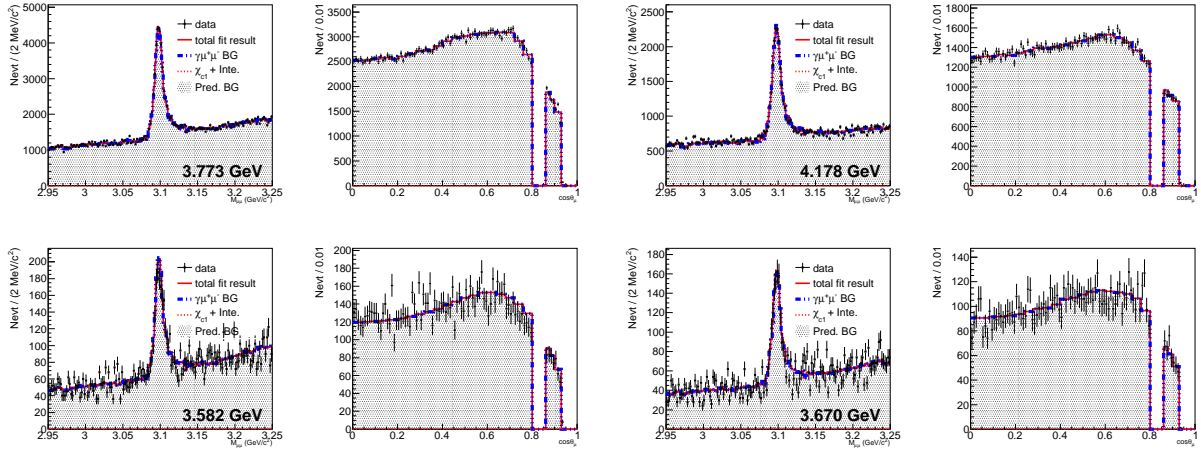 Nevt / (2 MeV/c²)
5000
4000
3000
2000
1000
0
data
total fit result
γμ⁺μ⁻ BG
χc1 + Inte.
Pred. BG
3.773 GeV
2.95 3 3.05 3.1 3.15 3.2 3.25
Mμμ (GeV/c²)
Nevt / 0.01
3500
3000
2500
2000
1500
1000
500
0
0 0.2 0.4 0.6 0.8 1
cosθμ
Nevt / (2 MeV/c²)
2500
2000
1500
1000
500
0
data
total fit result
γμ⁺μ⁻ BG
χc1 + Inte.
Pred. BG
4.178 GeV
2.95 3 3.05 3.1 3.15 3.2 3.25
Mμμ (GeV/c²)
Nevt / 0.01
1800
1600
1400
1200
1000
800
600
400
200
0
0 0.2 0.4 0.6 0.8 1
cosθμ
Nevt / (2 MeV/c²)
200
180
160
140
120
100
80
60
40
20
0
data
total fit result
γμ⁺μ⁻ BG
χc1 + Inte.
Pred. BG
3.582 GeV
2.95 3 3.05 3.1 3.15 3.2 3.25
Mμμ (GeV/c²)
Nevt / 0.01
200
180
160
140
120
100
80
60
40
20
0
0 0.2 0.4 0.6 0.8 1
cosθμ
Nevt / (2 MeV/c²)
180
160
140
120
100
80
60
40
20
0
data
total fit result
γμ⁺μ⁻ BG
χc1 + Inte.
Pred. BG
3.670 GeV
2.95 3 3.05 3.1 3.15 3.2 3.25
Mμμ (GeV/c²)
Nevt / 0.01
140
120
100
80
60
40
20
0
0 0.2 0.4 0.6 0.8 1
cosθμ